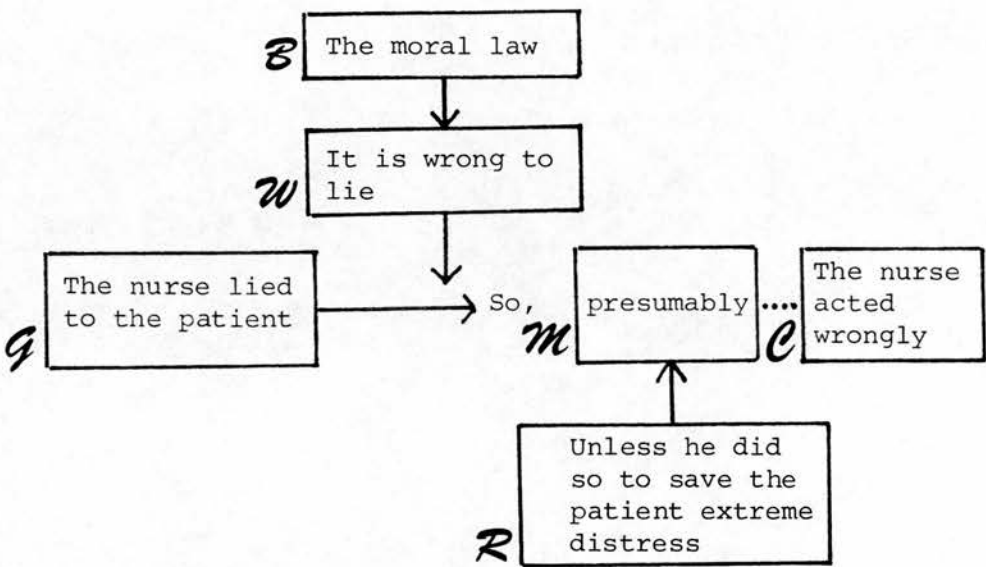 B
The moral law
W
It is wrong to
lie
G
The nurse lied
to the patient
So,
M
presumably
....
C
The nurse
acted
wrongly
R
Unless he did
so to save the
patient extreme
distress